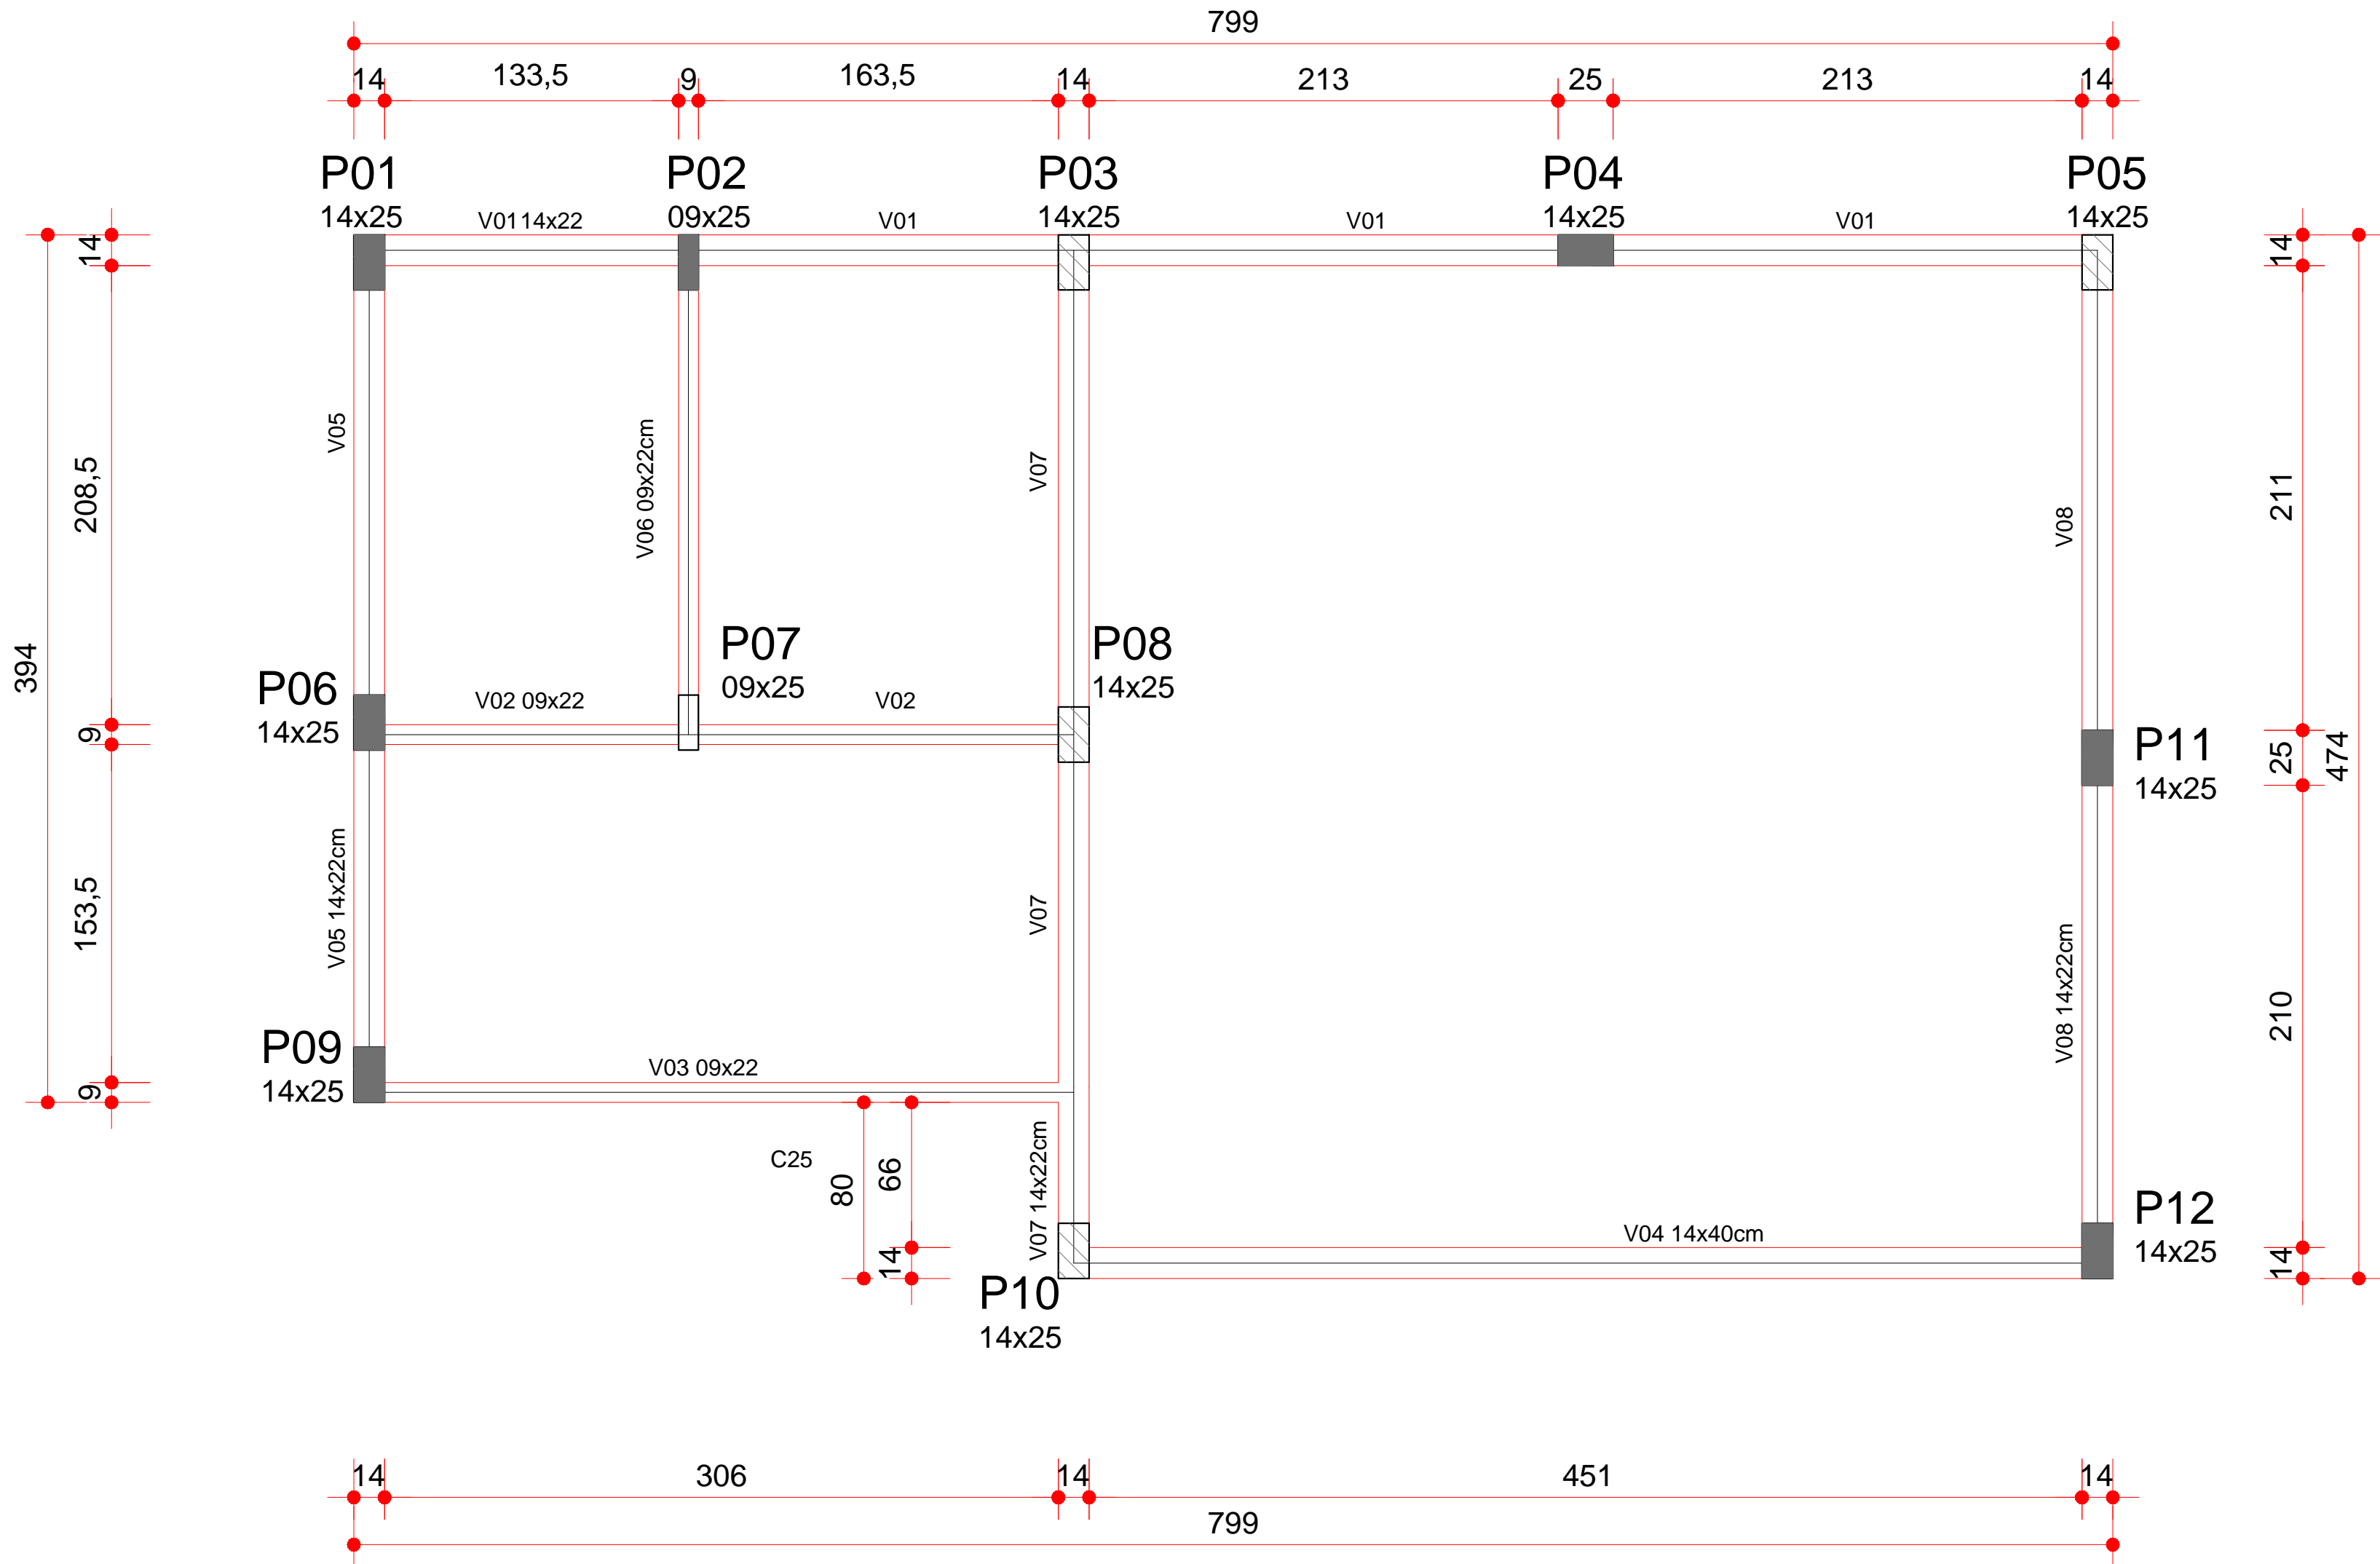 799
14 133,5 9 163,5 14 213 25 213 14
P01 P02 P03 P04 P05
14x25 09x25 14x25 14x25 14x25
V01 14x22 V01 V01 V01
14
14
V05
V06 09x22cm
V07
V08
208,5
211
394
P06
14x25
V02 09x22
P07
09x25
V02
P08
14x25
9
P11
14x25
25
474
153,5
V05 14x22cm
V07
V08 14x22cm
210
P09
14x25
V03 09x22
9
C25
80
66
14
V07 14x22cm
P10
14x25
V04 14x40cm
P12
14x25
14
14 306 14 451 14
799